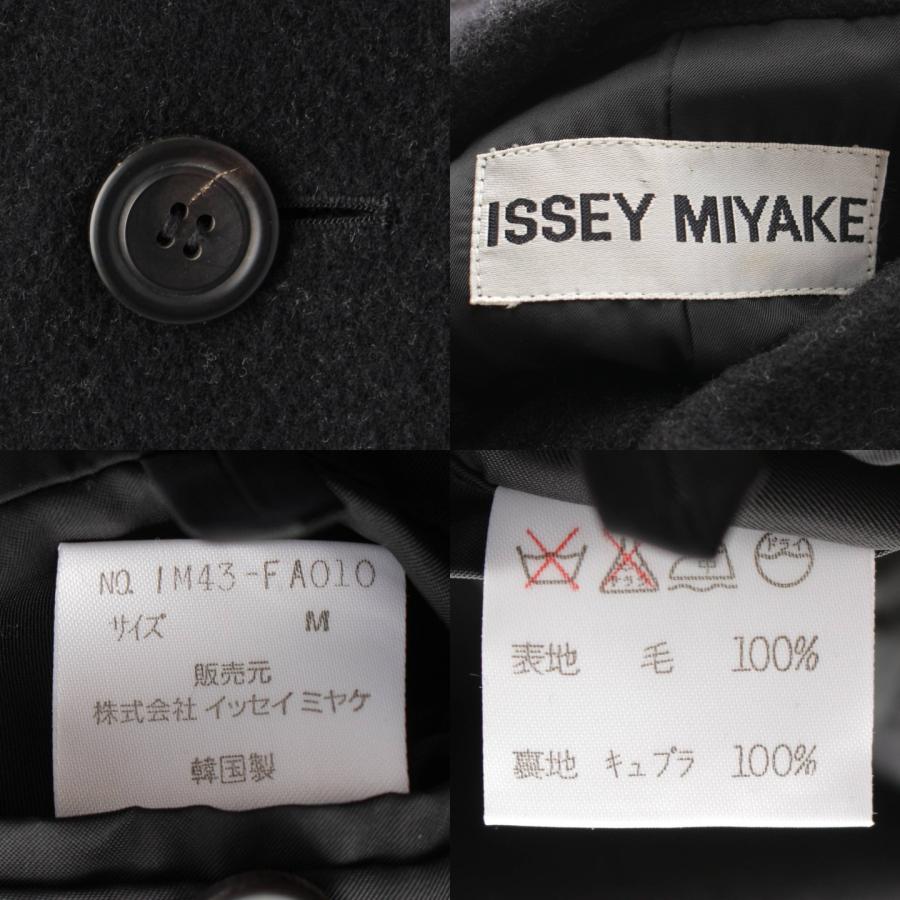 ISSEY MIYAKE
NO. IM43-FA010
サイズ M
販売元
株式会社 イッセイ ミヤケ
韓国製
中 ドライ
表地 毛 100%
裏地 キュプラ 100%